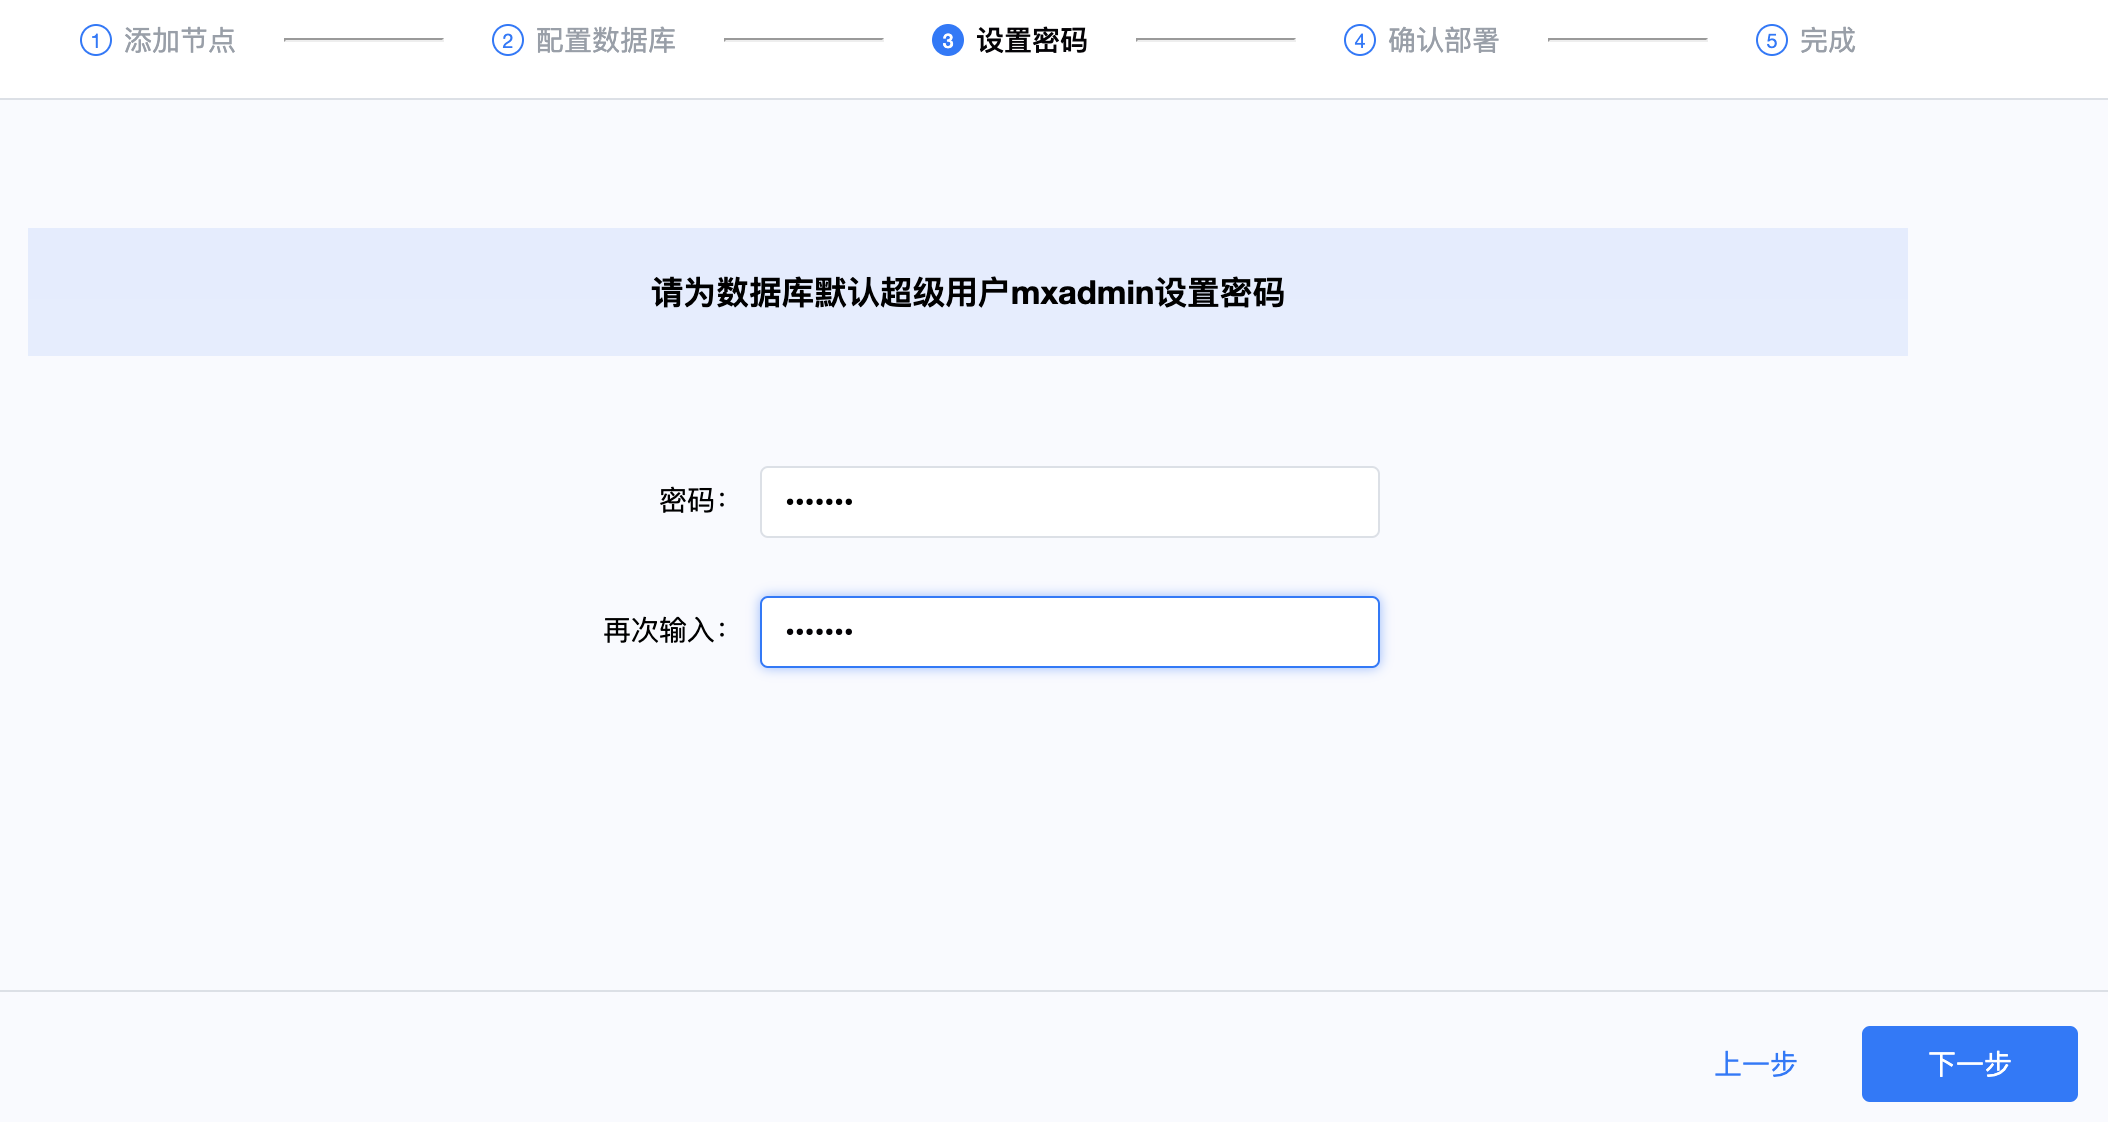 1 添加节点 2 配置数据库 3 设置密码 4 确认部署 5 完成
请为数据库默认超级用户mxadmin设置密码
密码： •••••••
再次输入： •••••••
上一步 下一步